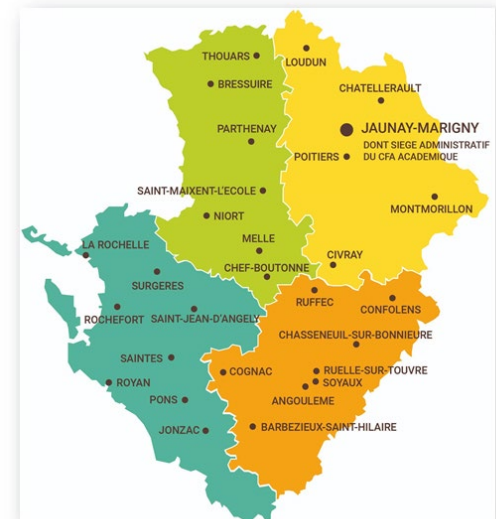 THOUARS
LOUDUN
BRESSUIRE
CHATELLERAULT
PARTHENAY
JAUNAY-MARIGNY
DONT SIEGE ADMINISTRATIF
DU CFA ACADEMIQUE
POITIERS
SAINT-MAIXENT-L'ECOLE
MONTMORILLON
NIORT
MELLE
LA ROCHELLE
CIVRAY
CHEF-BOUTONNE
SURGERES
RUFFEC
CONFOLENS
ROCHEFORT
SAINT-JEAN-D'ANGELY
CHASSENEUIL-SUR-BONNIEURE
SAINTES
COGNAC
RUELLE-SUR-TOUVRE
ROYAN
SOYAUX
ANGOULEME
PONS
BARBEZIEUX-SAINT-HILAIRE
JONZAC